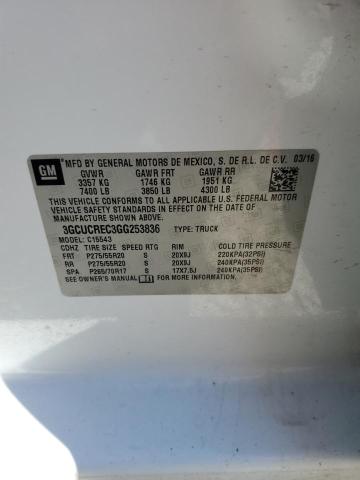 GM
MFD BY GENERAL MOTORS DE MEXICO, S. DE R.L. DE C.V. 03/16
GVWR GAWR FRT GAWR RR
3357 KG 1746 KG 1951 KG
7400 LB 3850 LB 4300 LB
THIS VEHICLE CONFORMS TO ALL APPLICABLE U.S. FEDERAL MOTOR
VEHICLE SAFETY, AND THEFT PREVENTION STANDARDS IN EFFECT
ON THE DATE OF MANUFACTURE SHOWN ABOVE.
3GCUCREC3GG253836 TYPE: TRUCK
MODEL: C15543
CDHZ TIRE SIZE SPEED RTG RIM COLD TIRE PRESSURE
FRT P275/55R20 S 20X9J 220KPA(32PSI)
RR P275/55R20 S 20X9J 240KPA(35PSI)
SPA P265/70R17 S 17X7.5J 240KPA(35PSI)
SEE OWNER'S MANUAL FOR ADDITIONAL INFORMATION.